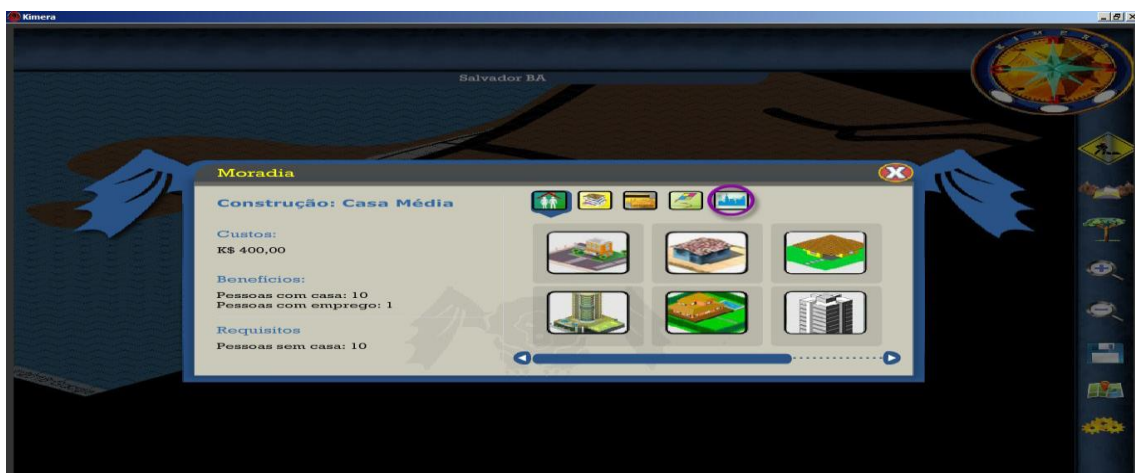 Kimera
KIMERA
Salvador BA
Moradia
X
Construção: Casa Média
Custos:
K$ 400,00
Benefícios:
Pessoas com casa: 10
Pessoas com emprego: 1
Requisitos
Pessoas sem casa: 10